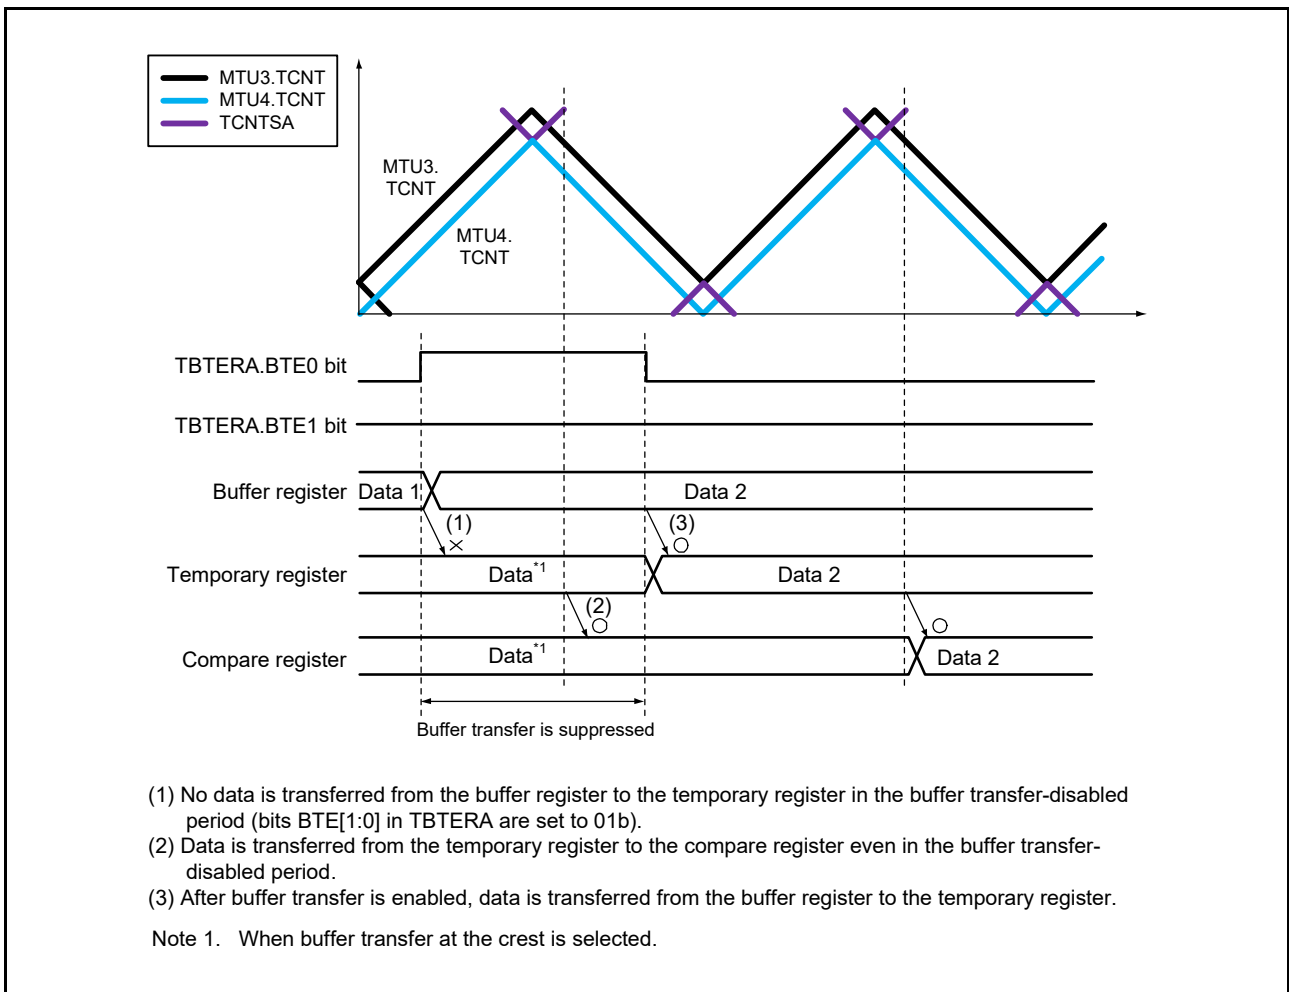 MTU3.TCNT
MTU4.TCNT
TCNTSA
MTU3.
TCNT
MTU4.
TCNT
TBTERA.BTE0 bit
TBTERA.BTE1 bit
Buffer register
Data 1
Data 2
(1)
(3)
Temporary register
Data*1
Data 2
(2)
Compare register
Data*1
Data 2
Buffer transfer is suppressed
(1) No data is transferred from the buffer register to the temporary register in the buffer transfer-disabled
period (bits BTE[1:0] in TBTERA are set to 01b).
(2) Data is transferred from the temporary register to the compare register even in the buffer transfer-
disabled period.
(3) After buffer transfer is enabled, data is transferred from the buffer register to the temporary register.
Note 1. When buffer transfer at the crest is selected.